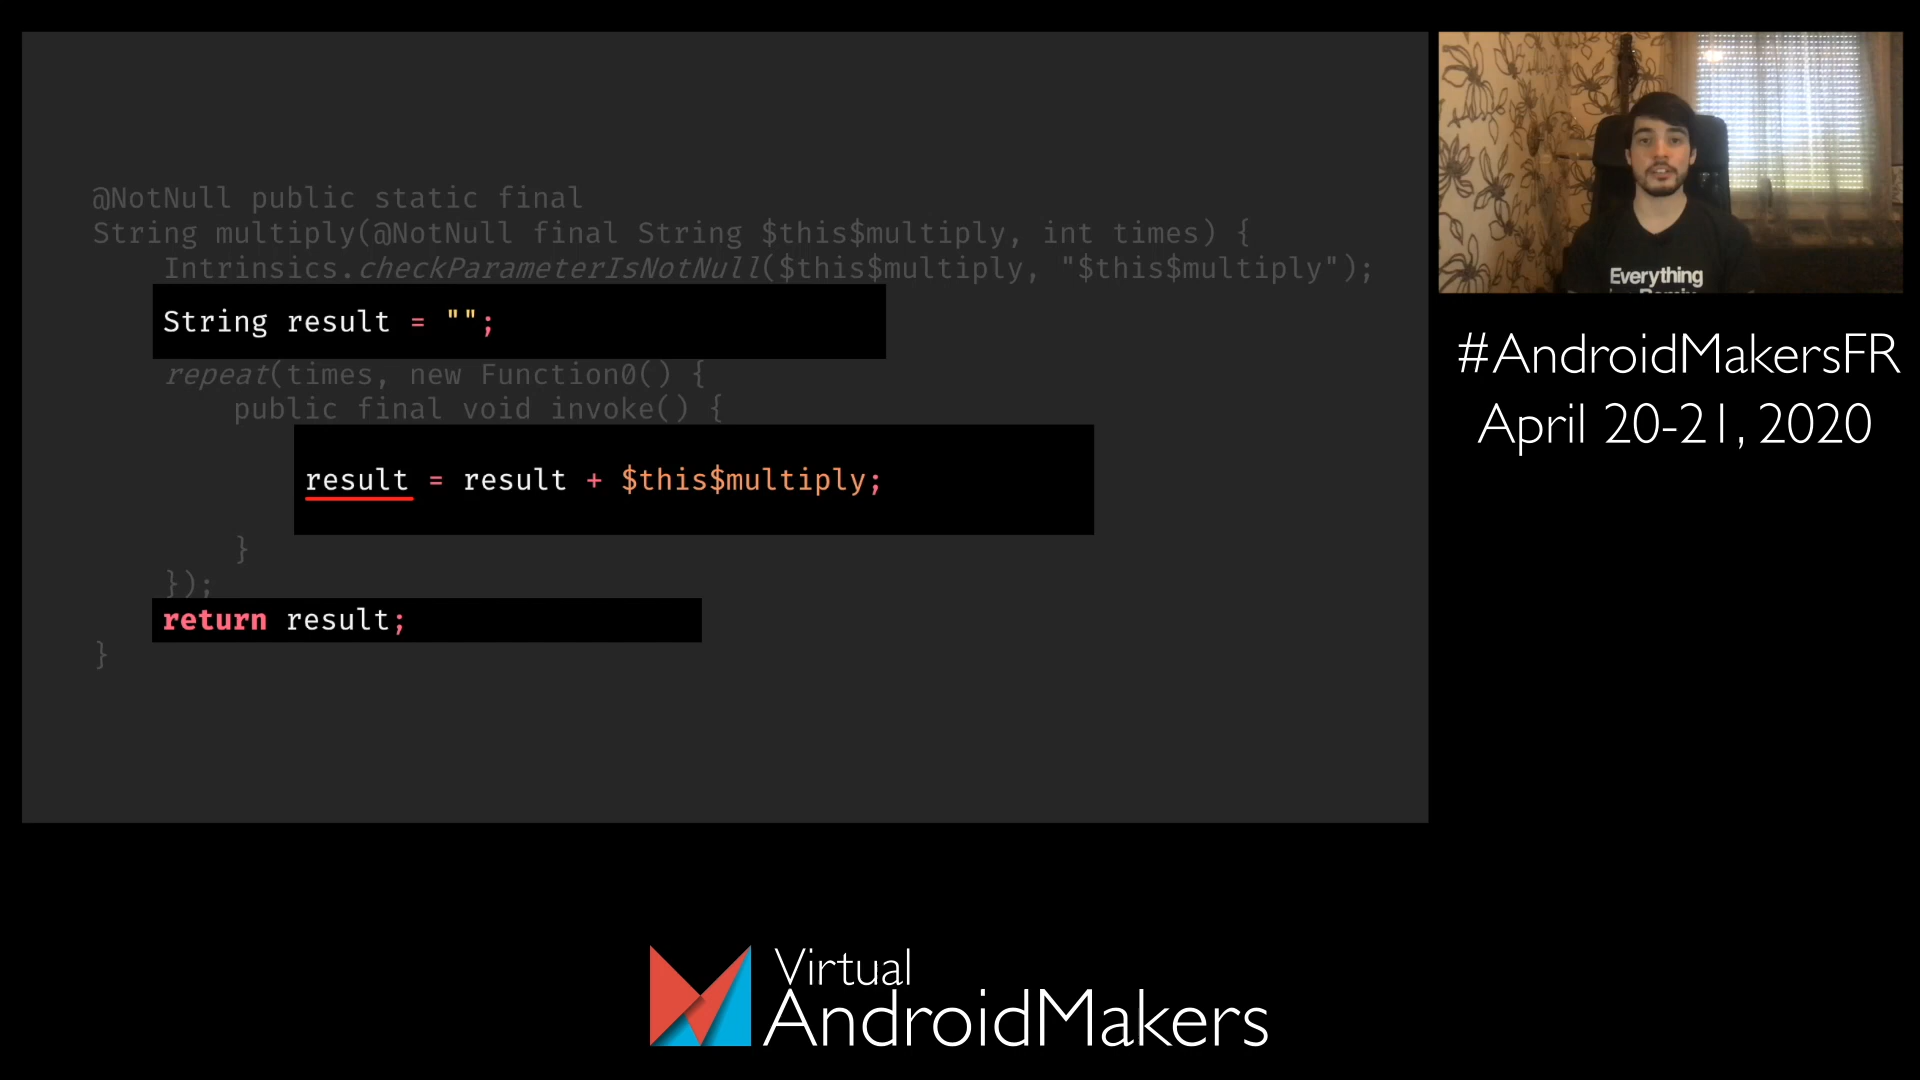 @NotNull public static final
String multiply(@NotNull final String $this$multiply, int times) {
Intrinsics.checkParameterIsNotNull($this$multiply, "$this$multiply");
String result = "";
repeat(times, new Function0() {
public final void invoke() {
result = result + $this$multiply;
}
});
return result;
}
Everything
#AndroidMakersFR
April 20-21, 2020
Virtual
AndroidMakers